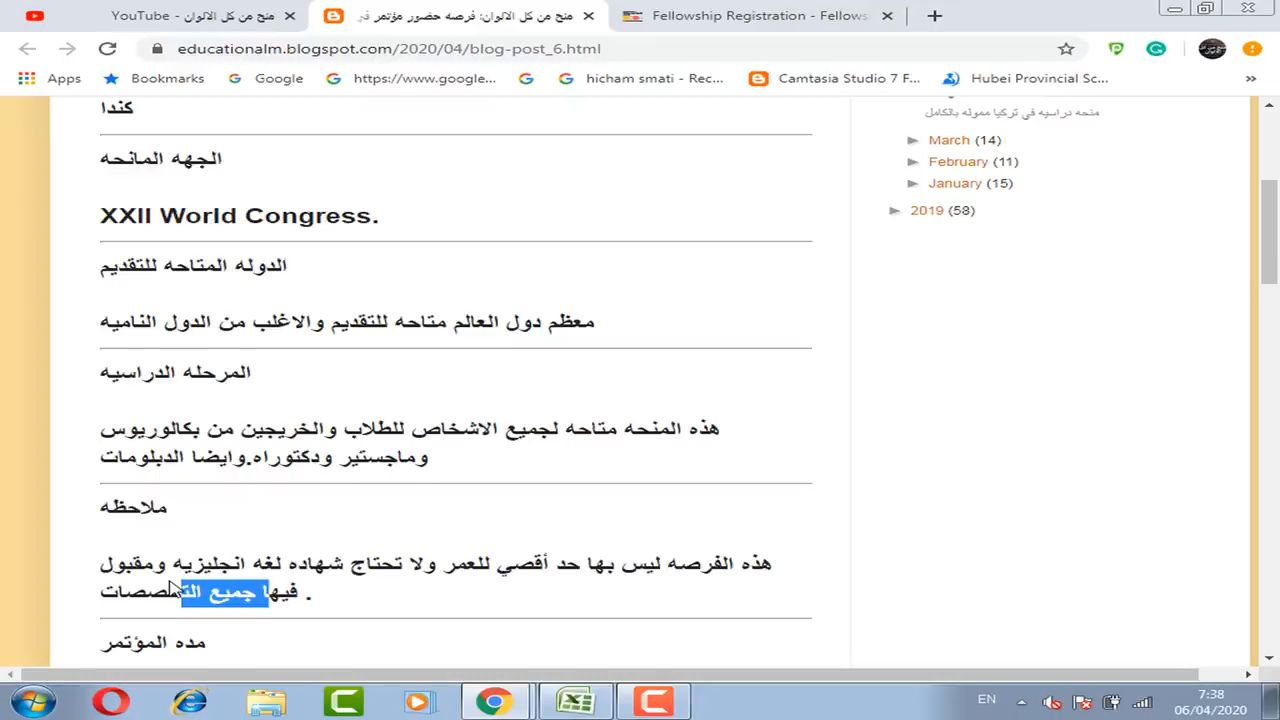 منح من كل الالوان - YouTube
منح من كل الالوان: فرصه حضور مؤتمر في
Fellowship Registration - Fellows
educationalm.blogspot.com/2020/04/blog-post_6.html
Apps
Bookmarks
Google
https://www.google...
hicham smati - Rec...
Camtasia Studio 7 F...
Hubei Provincial Sc...
»
كندا
الجهه المانحه
XXII World Congress.
الدوله المتاحه للتقديم
معظم دول العالم متاحه للتقديم والاغلب من الدول الناميه
المرحله الدراسيه
هذه المنحه متاحه لجميع الاشخاص للطلاب والخريجين من بكالوريوس
وماجستير ودكتوراه.وايضا الدبلومات
ملاحظه
هذه الفرصه ليس بها حد أقصي للعمر ولا تحتاج شهاده لغه انجليزيه ومقبول
فيها جميع التخصصات .
مده المؤتمر
منحه دراسيه في تركيا مموله بالكامل
► March (14)
► February (11)
► January (15)
► 2019 (58)
EN
7:38
06/04/2020